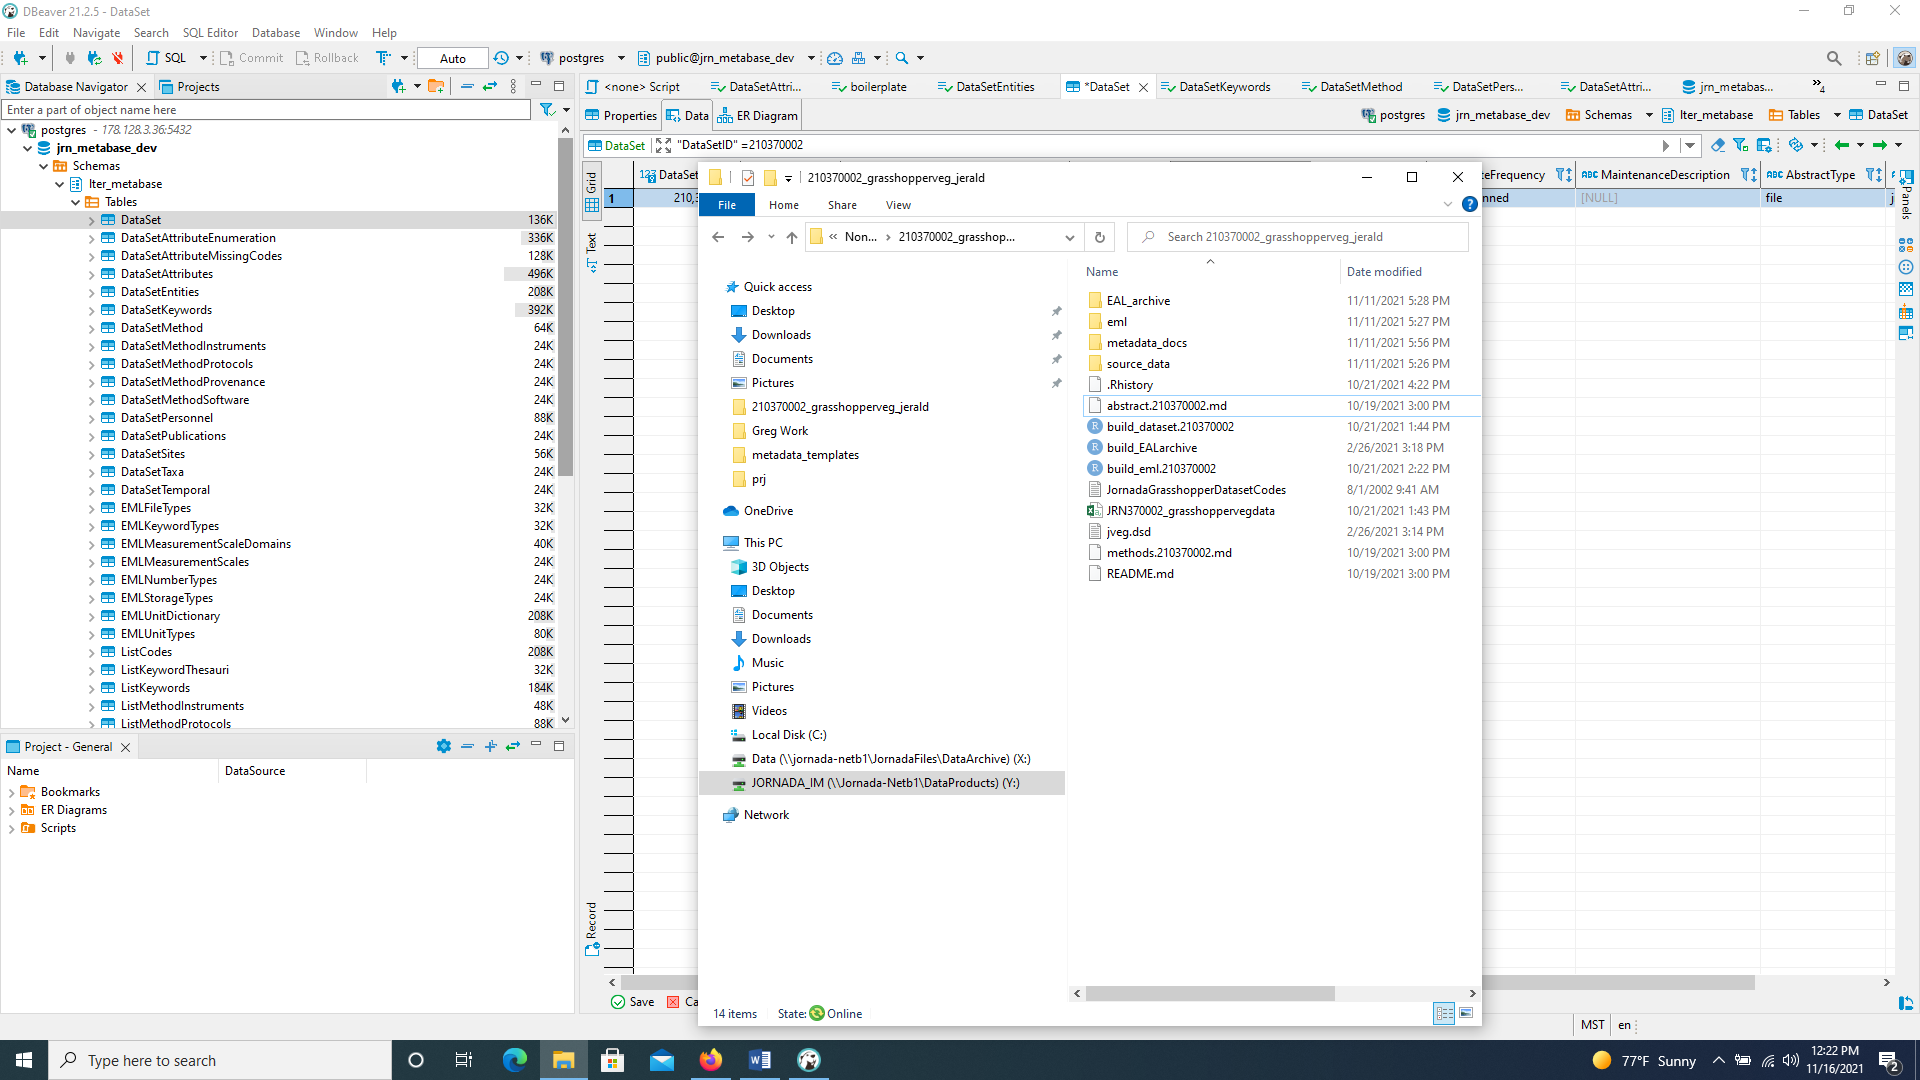 DBeaver 21.2.5 - DataSet
File Edit Navigate Search SQL Editor Database Window Help
SQL Commit Rollback Auto postgres public@jrn_metabase_dev
Database Navigator Projects
Enter a part of object name here
postgres - 178.128.3.36:5432
jrn_metabase_dev
Schemas
lter_metabase
Tables
DataSet 136K
DataSetAttributeEnumeration 336K
DataSetAttributeMissingCodes 128K
DataSetAttributes 496K
DataSetEntities 208K
DataSetKeywords 392K
DataSetMethod 64K
DataSetMethodInstruments 24K
DataSetMethodProtocols 24K
DataSetMethodProvenance 24K
DataSetMethodSoftware 24K
DataSetPersonnel 88K
DataSetPublications 24K
DataSetSites 56K
DataSetTaxa 24K
DataSetTemporal 24K
EMLFileTypes 32K
EMLKeywordTypes 32K
EMLMeasurementScaleDomains 40K
EMLMeasurementScales 24K
EMLNumberTypes 24K
EMLStorageTypes 24K
EMLUnitDictionary 208K
EMLUnitTypes 80K
ListCodes 208K
ListKeywordThesauri 32K
ListKeywords 184K
ListMethodInstruments 48K
ListMethodProtocols 88K
Project - General
Name DataSource
Bookmarks
ER Diagrams
Scripts
<none> Script DataSetAttri... boilerplate DataSetEntities *DataSet DataSetKeywords DataSetMethod DataSetPers... DataSetAttri... jrn_metabas... »4
Properties Data ER Diagram
postgres jrn_metabase_dev Schemas lter_metabase Tables DataSet
DataSet "DataSetID" =210370002
Grid
Text
Record
123 DataSet
1 210,3
teFrequency ABC MaintenanceDescription ABC AbstractType
nned [NULL] file j
Panels
Save Ca
210370002_grasshopperveg_jerald
File Home Share View
« Non... › 210370002_grasshop...
Search 210370002_grasshopperveg_jerald
Quick access
Desktop
Downloads
Documents
Pictures
210370002_grasshopperveg_jerald
Greg Work
metadata_templates
prj
OneDrive
This PC
3D Objects
Desktop
Documents
Downloads
Music
Pictures
Videos
Local Disk (C:)
Data (\\jornada-netb1\JornadaFiles\DataArchive) (X:)
JORNADA_IM (\\Jornada-Netb1\DataProducts) (Y:)
Network
Name Date modified
EAL_archive 11/11/2021 5:28 PM
eml 11/11/2021 5:27 PM
metadata_docs 11/11/2021 5:56 PM
source_data 11/11/2021 5:26 PM
.Rhistory 10/21/2021 4:22 PM
abstract.210370002.md 10/19/2021 3:00 PM
build_dataset.210370002 10/21/2021 1:44 PM
build_EALarchive 2/26/2021 3:18 PM
build_eml.210370002 10/21/2021 2:22 PM
JornadaGrasshopperDatasetCodes 8/1/2002 9:41 AM
JRN370002_grasshoppervegdata 10/21/2021 1:43 PM
jveg.dsd 2/26/2021 3:14 PM
methods.210370002.md 10/19/2021 3:00 PM
README.md 10/19/2021 3:00 PM
14 items State: Online
MST en
Type here to search
77°F Sunny
12:22 PM
11/16/2021
2